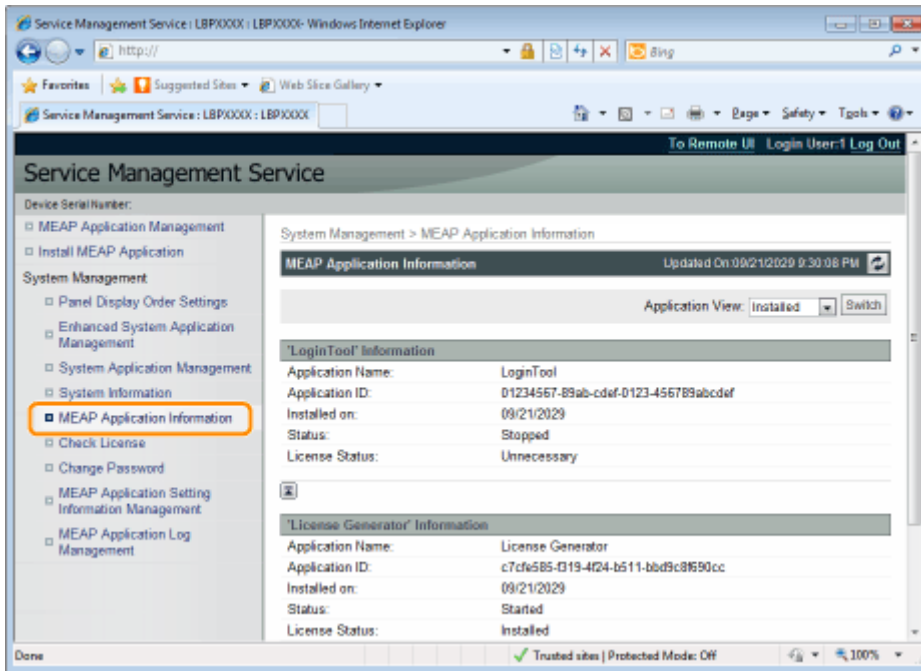 Service Management Service : LBPXXXX : LBPXXXX- Windows Internet Explorer
http://
Bing
Favorites Suggested Sites Web Slice Gallery
Service Management Service : LBPXXXX : LBPXXXX
Page Safety Tools
To Remote UI Login User:1 Log Out
Service Management Service
Device Serial Number:
MEAP Application Management
Install MEAP Application
System Management
Panel Display Order Settings
Enhanced System Application
Management
System Application Management
System Information
MEAP Application Information
Check License
Change Password
MEAP Application Setting
Information Management
MEAP Application Log
Management
System Management > MEAP Application Information
MEAP Application Information Updated On:09/21/2029 9:30:08 PM
Application View: Installed Switch
'LoginTool' Information
Application Name: LoginTool
Application ID: 01234567-89ab-cdef-0123-456789abcdef
Installed on: 09/21/2029
Status: Stopped
License Status: Unnecessary
'License Generator' Information
Application Name: License Generator
Application ID: c7cfe585-f319-4f24-b511-bbd9c8f690cc
Installed on: 09/21/2029
Status: Started
License Status: Installed
Done Trusted sites | Protected Mode: Off 100%